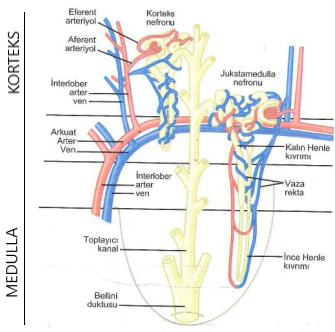 KORTEKS
MEDULLA
Eferent
arteriyol
Korteks
nefronu
Aferent
arteriyol
İnterlober
arter
ven
Jukstamedulla
nefronu
Arkuat
Arter
Ven
Kalın Henle
kıvrımı
İnterlober
arter
ven
Vaza
rekta
Toplayıcı
kanal
İnce Henle
kıvrımı
Bellini
duktusu